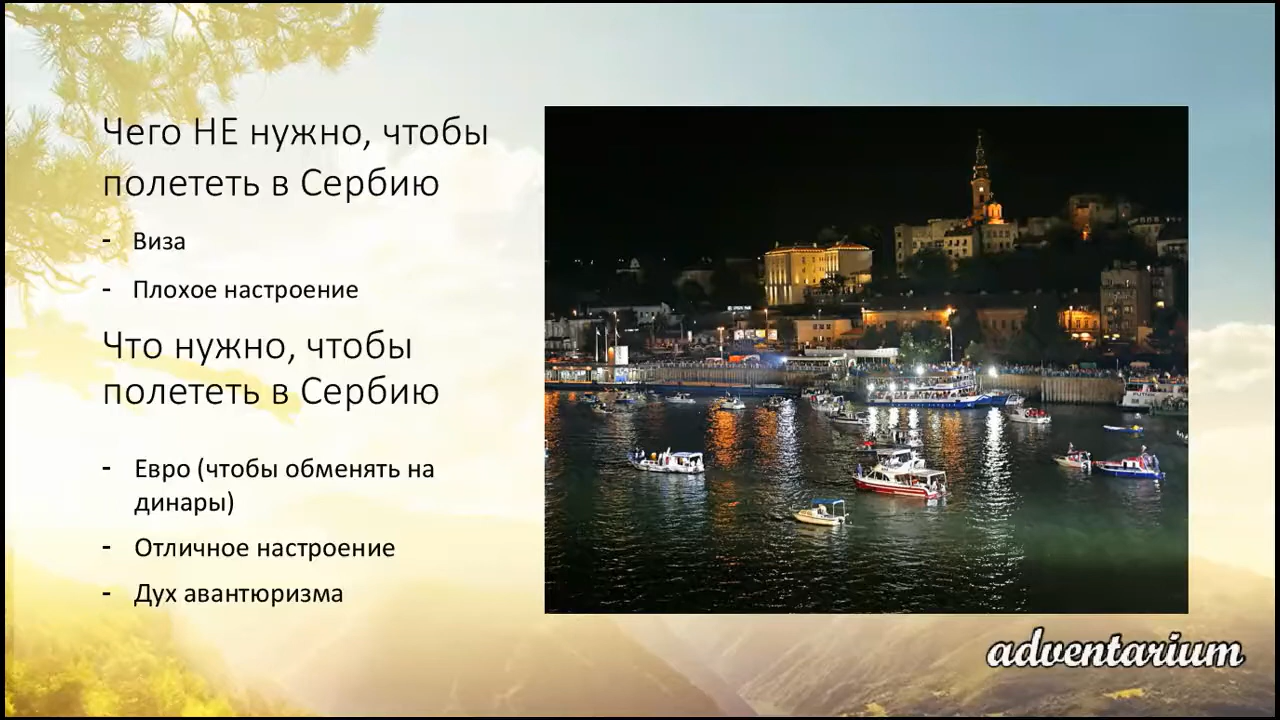 Чего НЕ нужно, чтобы
полететь в Сербию
- Виза
- Плохое настроение
Что нужно, чтобы
полететь в Сербию
- Евро (чтобы обменять на
динары)
- Отличное настроение
- Дух авантюризма
adventarium